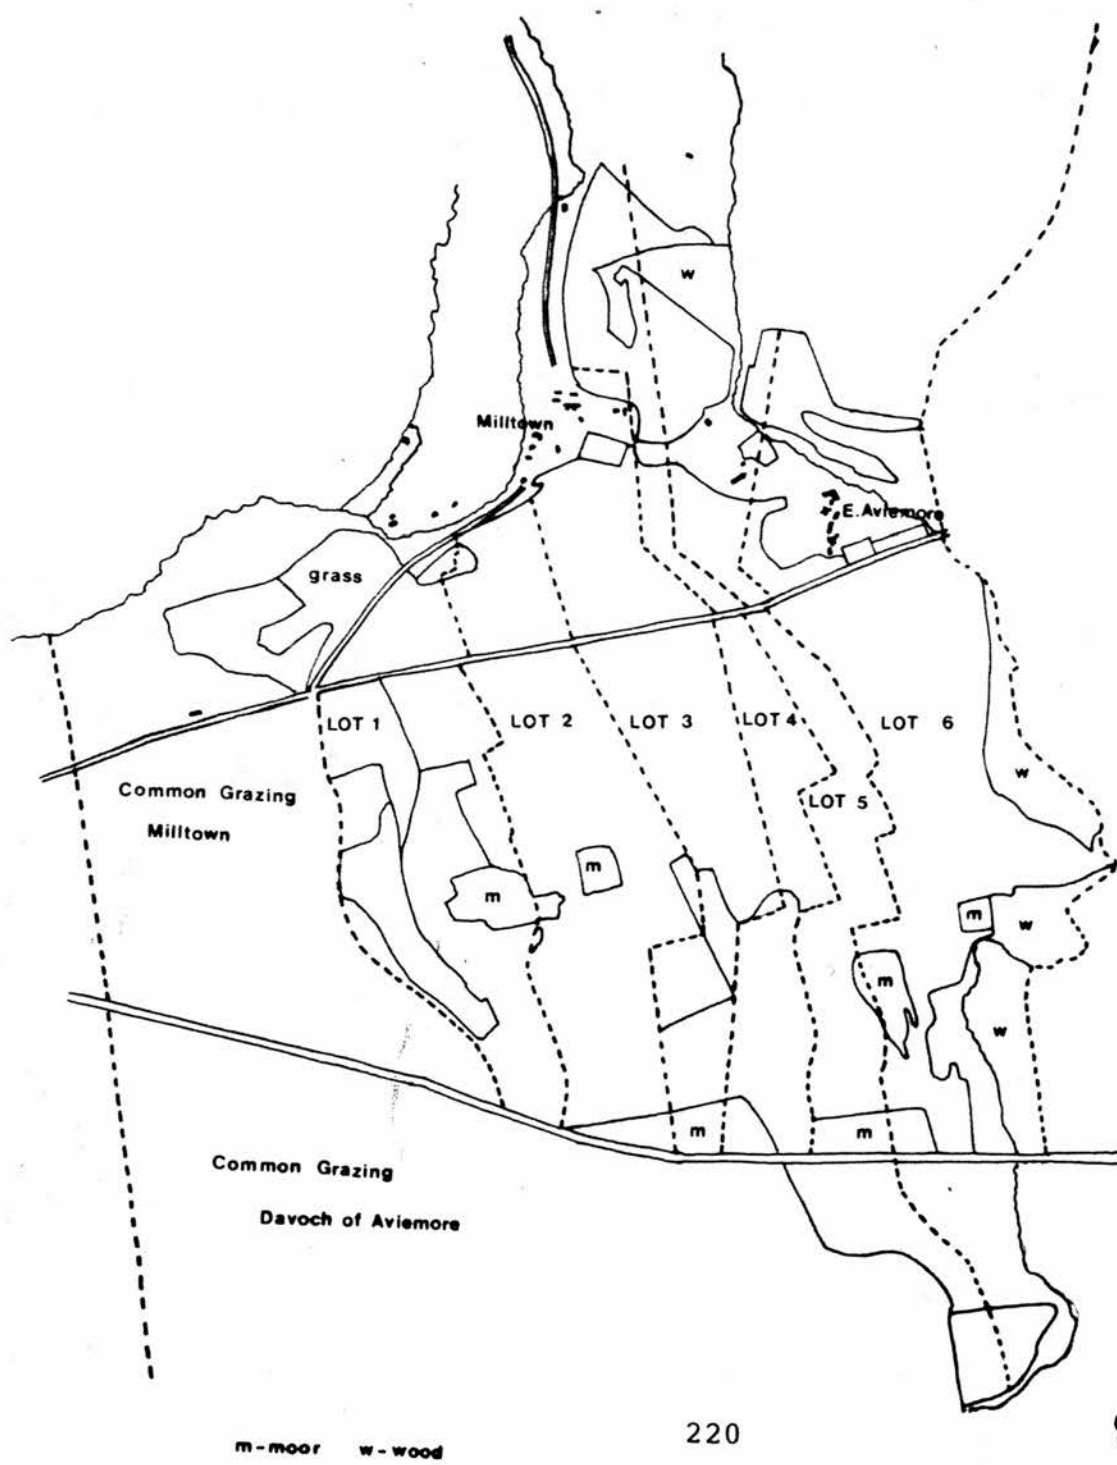 w
Milltown
E. Aviemore
grass
LOT 1
LOT 2
LOT 3
LOT 4
LOT 6
w
Common Grazing
Milltown
LOT 5
m
m
m
w
m
w
m
m
Common Grazing
Davoch of Aviemore
m-moor w-wood
220